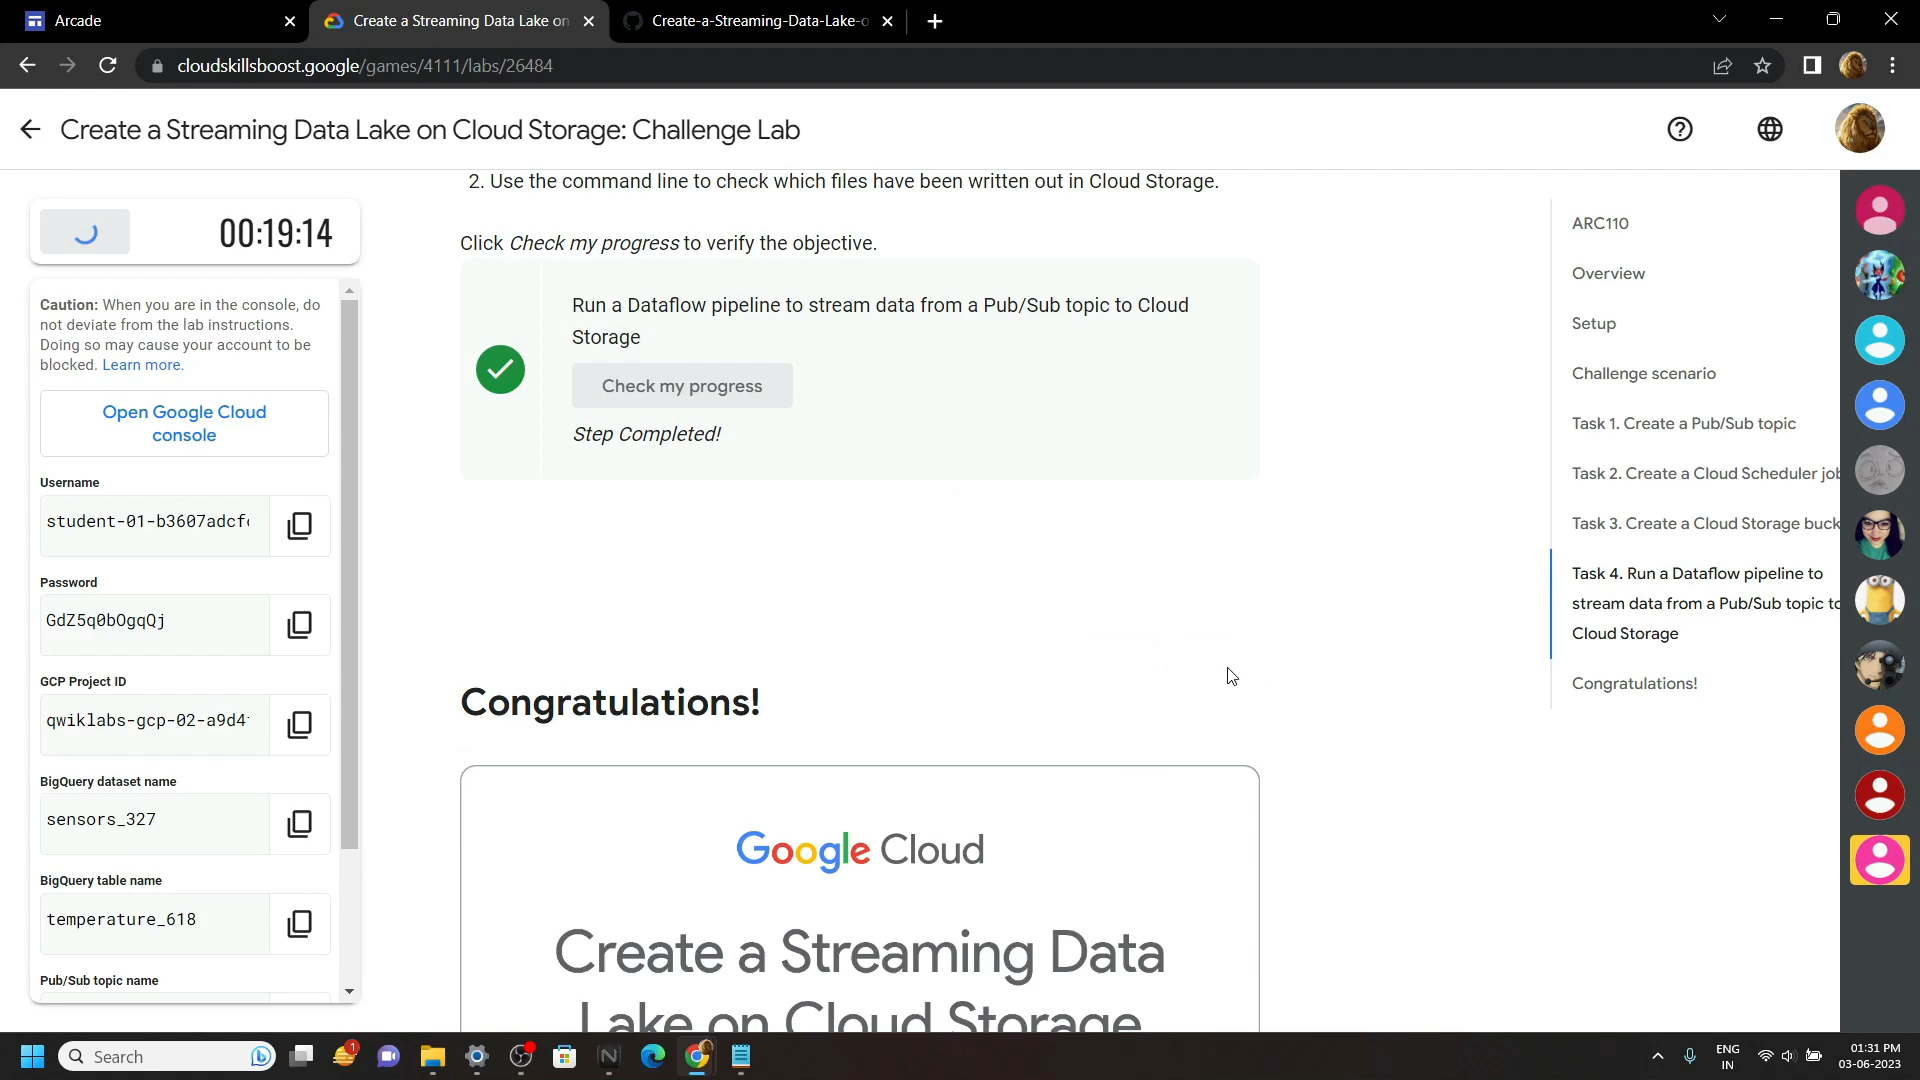 Arcade
Create a Streaming Data Lake on
Create-a-Streaming-Data-Lake-o
cloudskillsboost.google/games/4111/labs/26484
Create a Streaming Data Lake on Cloud Storage: Challenge Lab
00:19:14
Caution: When you are in the console, do
not deviate from the lab instructions.
Doing so may cause your account to be
blocked. Learn more.
Open Google Cloud
console
Username
student-01-b3607adcf
Password
GdZ5q0bOgqQj
GCP Project ID
qwiklabs-gcp-02-a9d4
BigQuery dataset name
sensors_327
BigQuery table name
temperature_618
Pub/Sub topic name
2. Use the command line to check which files have been written out in Cloud Storage.
Click Check my progress to verify the objective.
Run a Dataflow pipeline to stream data from a Pub/Sub topic to Cloud
Storage
Check my progress
Step Completed!
Congratulations!
Google Cloud
Create a Streaming Data
Lake on Cloud Storage
ARC110
Overview
Setup
Challenge scenario
Task 1. Create a Pub/Sub topic
Task 2. Create a Cloud Scheduler job
Task 3. Create a Cloud Storage buck
Task 4. Run a Dataflow pipeline to
stream data from a Pub/Sub topic to
Cloud Storage
Congratulations!
Search
1
ENG
IN
01:31 PM
03-06-2023